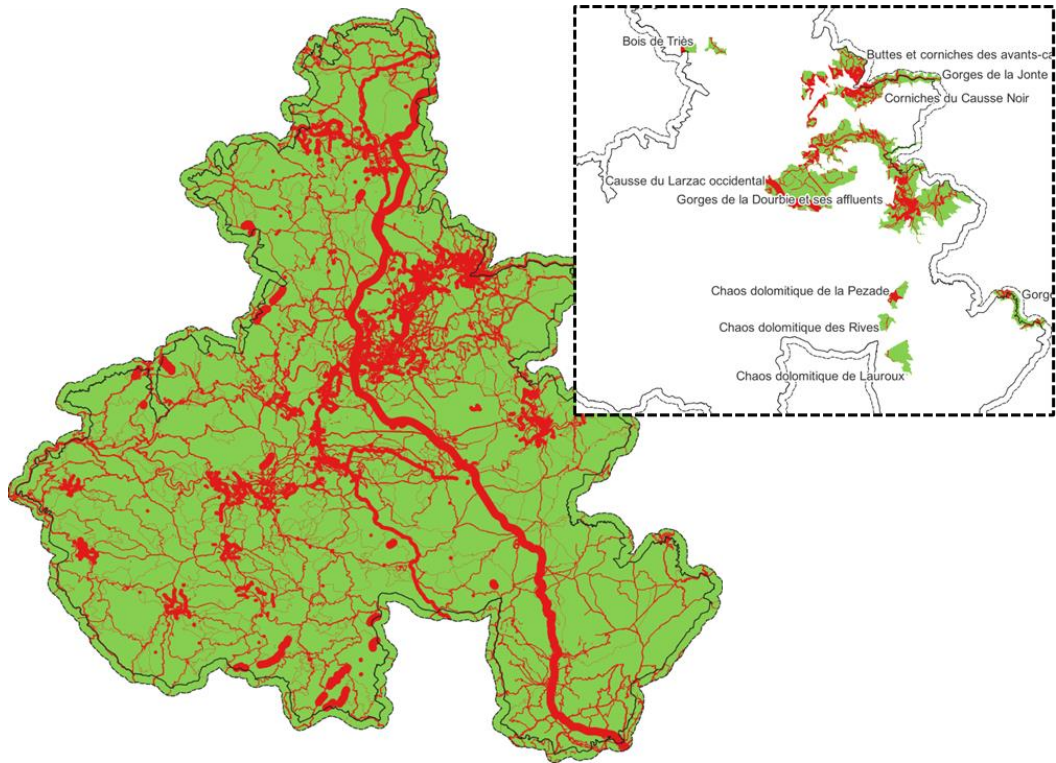 Bois de Triès
Buttes et corniches des avants-ca
Gorges de la Jonte
Corniches du Causse Noir
Causse du Larzac occidental
Gorges de la Dourbie et ses affluents
Chaos dolomitique de la Pezade
Gorg
Chaos dolomitique des Rives
Chaos dolomitique de Lauroux